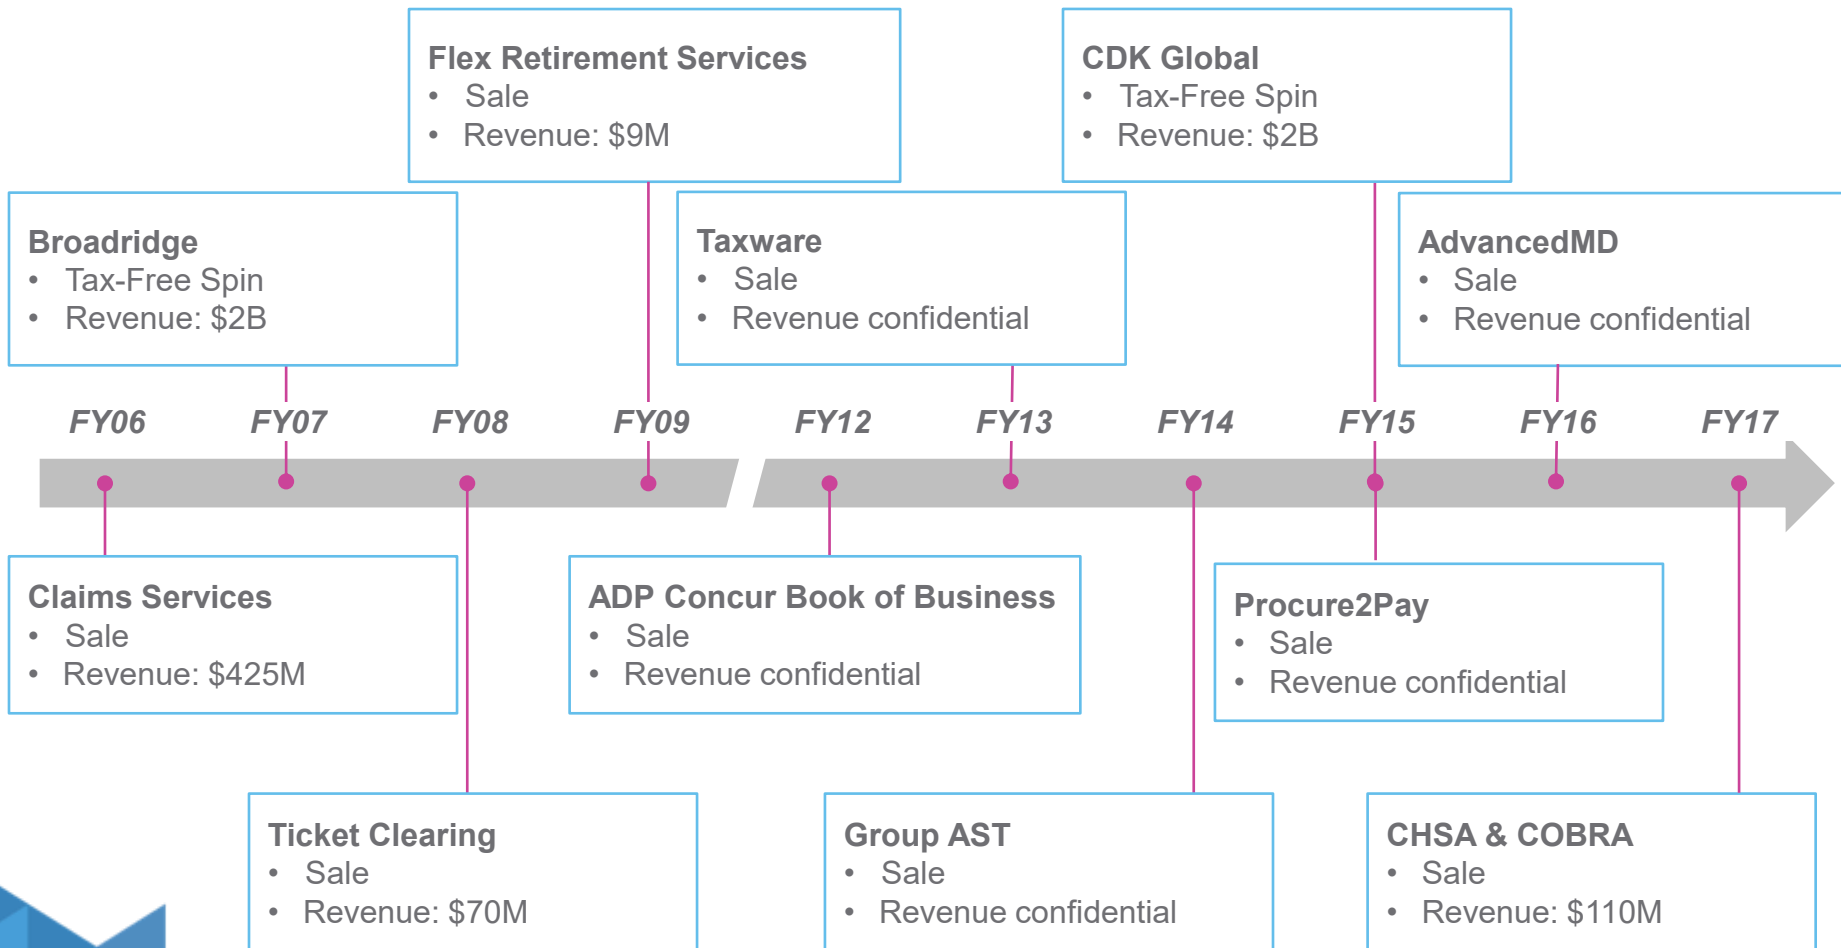 Flex Retirement Services
• Sale
• Revenue: $9M
CDK Global
• Tax-Free Spin
• Revenue: $2B
Broadridge
• Tax-Free Spin
• Revenue: $2B
Taxware
• Sale
• Revenue confidential
AdvancedMD
• Sale
• Revenue confidential
FY06 FY07 FY08 FY09 FY12 FY13 FY14 FY15 FY16 FY17
Claims Services
• Sale
• Revenue: $425M
ADP Concur Book of Business
• Sale
• Revenue confidential
Procure2Pay
• Sale
• Revenue confidential
Ticket Clearing
• Sale
• Revenue: $70M
Group AST
• Sale
• Revenue confidential
CHSA & COBRA
• Sale
• Revenue: $110M